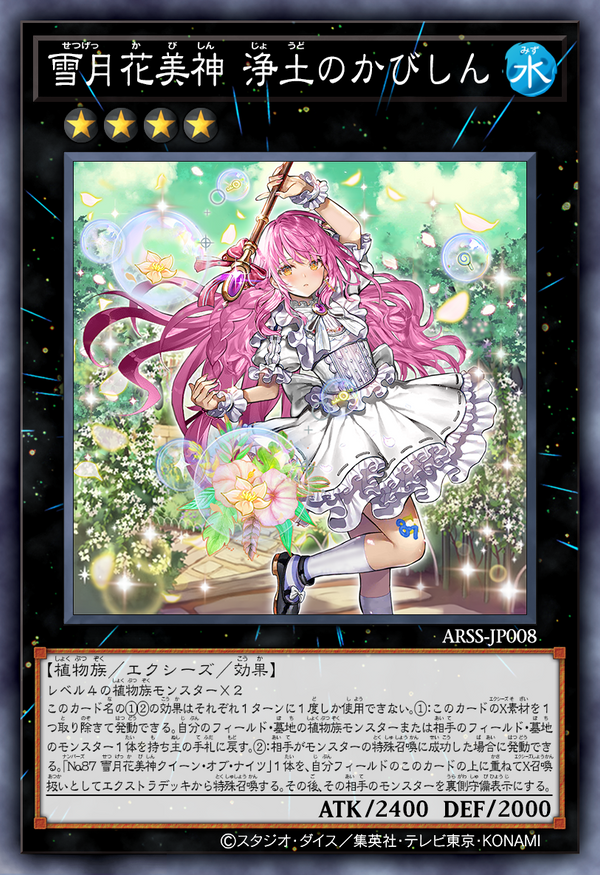 雪月花美神 浄土のかびしん 水
ARSS-JP008
【植物族／エクシーズ／効果】
レベル４の植物族モンスター×２
このカード名の①②の効果はそれぞれ１ターンに１度しか使用できない。①：このカードのX素材を１
つ取り除きて発動できる。自分のフィールド・墓地の植物族モンスターまたは相手のフィールド・墓地
のモンスター１体を持ち主の手札に戻す。②：相手がモンスターの特殊召喚に成功した場合に発動でき
る。「No.87 雪月花美神クイーン・オブ・ナイツ」１体を、自分フィールドのこのカードの上に重ねてX召喚
扱いとしてエクストラデッキから特殊召喚する。その後、その相手のモンスターを裏側守備表示にする。
ATK/2400 DEF/2000
©スタジオ・ダイス／集英社・テレビ東京・KONAMI
87